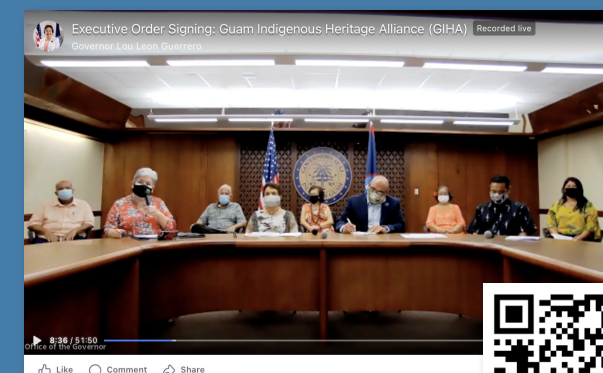 Executive Order Signing: Guam Indigenous Heritage Alliance (GIHA) Recorded live
Governor Lou Leon Guerrero
8:36 / 51:50
Office of the Governor
Like Comment Share